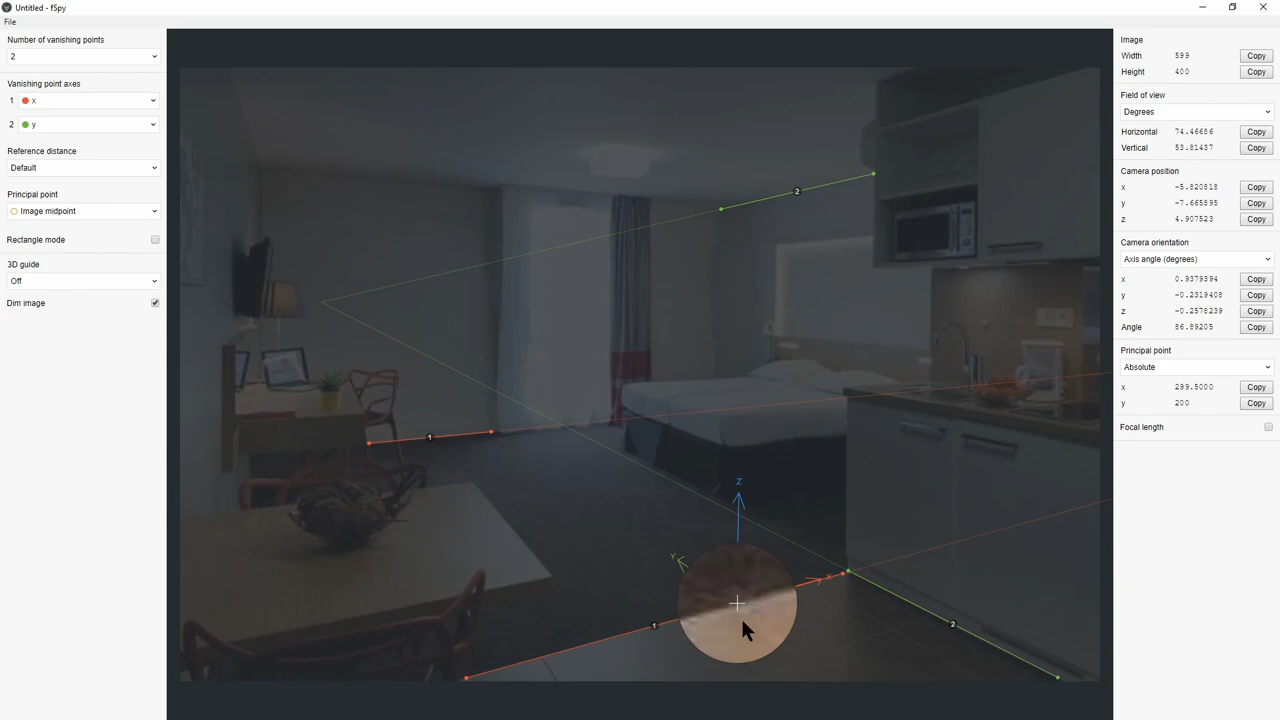 Untitled - fSpy
File
Number of vanishing points
2
Vanishing point axes
1 x
2 y
Reference distance
Default
Principal point
Image midpoint
Rectangle mode
3D guide
Off
Dim image
2
1
Z
Y
X
1
2
Image
Width 599 Copy
Height 400 Copy
Field of view
Degrees
Horizontal 74.46686 Copy
Vertical 53.81437 Copy
Camera position
x -5.820818 Copy
y -7.665895 Copy
z 4.907523 Copy
Camera orientation
Axis angle (degrees)
x 0.9379394 Copy
y -0.2319408 Copy
z -0.2578239 Copy
Angle 86.89205 Copy
Principal point
Absolute
x 299.5000 Copy
y 200 Copy
Focal length